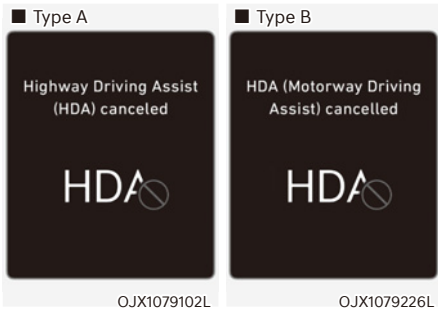 ■ Type A
Highway Driving Assist
(HDA) canceled
HDA
OJX1079102L
■ Type B
HDA (Motorway Driving
Assist) cancelled
HDA
OJX1079226L